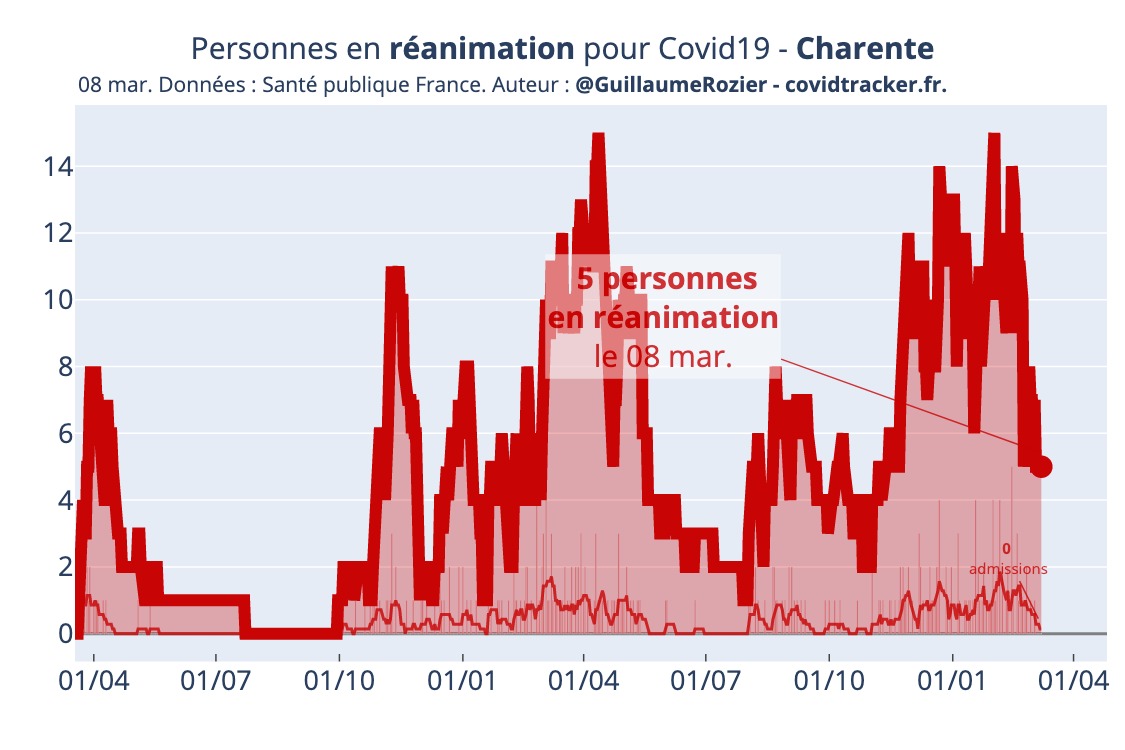 Personnes en réanimation pour Covid19 - Charente
08 mar. Données : Santé publique France. Auteur : @GuillaumeRozier - covidtracker.fr.
14
12
10
8
6
4
2
0
5 personnes
en réanimation
le 08 mar.
0
admissions
01/04 01/07 01/10 01/01 01/04 01/07 01/10 01/01 01/04